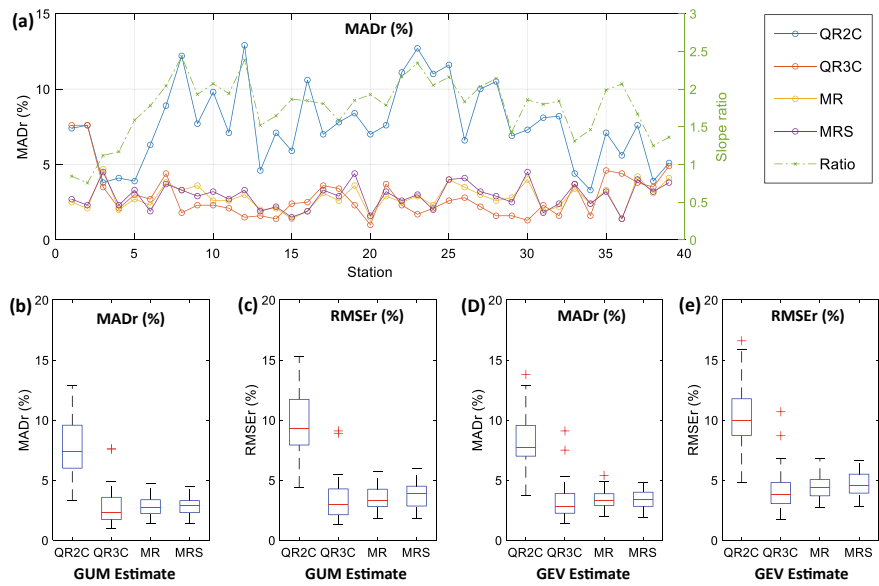 (a)
MADr (%)
15
10
5
0
MADr (%)
3
2.5
2
1.5
1
0.5
0
Slope ratio
0 5 10 15 20 25 30 35 40
Station
QR2C
QR3C
MR
MRS
Ratio
(b)
MADr (%)
20
15
10
5
0
MADr (%)
QR2C QR3C MR MRS
GUM Estimate
(c)
RMSEr (%)
20
15
10
5
0
RMSEr (%)
QR2C QR3C MR MRS
GUM Estimate
(D)
MADr (%)
20
15
10
5
0
MADr (%)
QR2C QR3C MR MRS
GEV Estimate
(e)
RMSEr (%)
20
15
10
5
0
RMSEr (%)
QR2C QR3C MR MRS
GEV Estimate